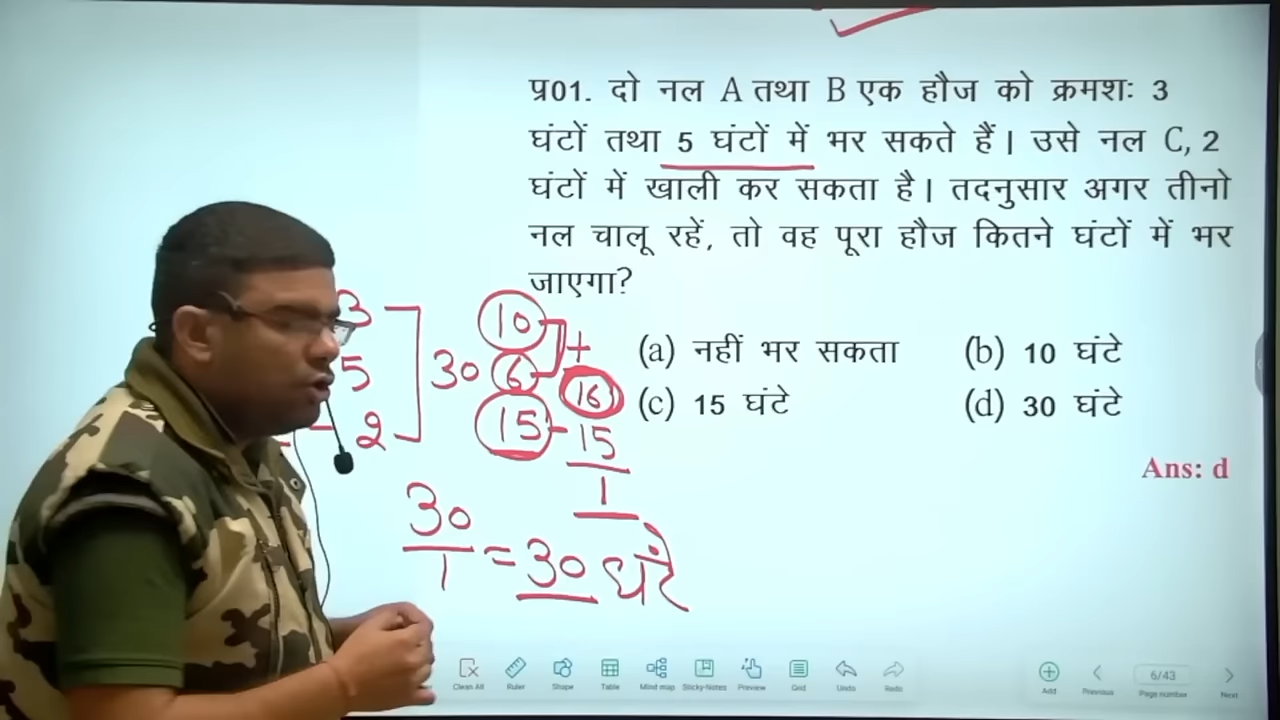 प्र01. दो नल A तथा B एक हौज को क्रमशः 3
घंटों तथा 5 घंटों में भर सकते हैं। उसे नल C, 2
घंटों में खाली कर सकता है। तदनुसार अगर तीनो
नल चालू रहें, तो वह पूरा हौज कितने घंटों में भर
जाएगा?
(a) नहीं भर सकता (b) 10 घंटे
(c) 15 घंटे (d) 30 घंटे
Ans: d
3
5
2
30
10
6
15
+
16
- 15
1
30/1 = 30 घंटे
Clean All Ruler Shape Table Mind map Sticky-Notes Preview Grid Undo Redo
Add Previous 6/43 Page number Next